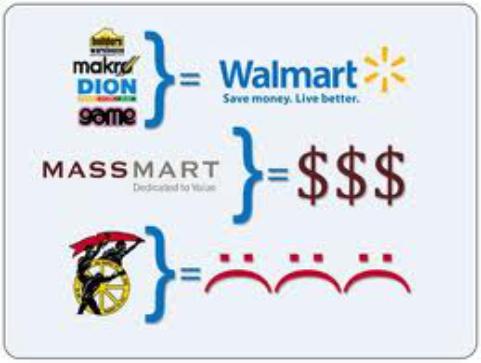 builders
warehouse
makro
DION
game
=
Walmart
Save money. Live better.
MASSMART
Dedicated to Value
= $$$
=